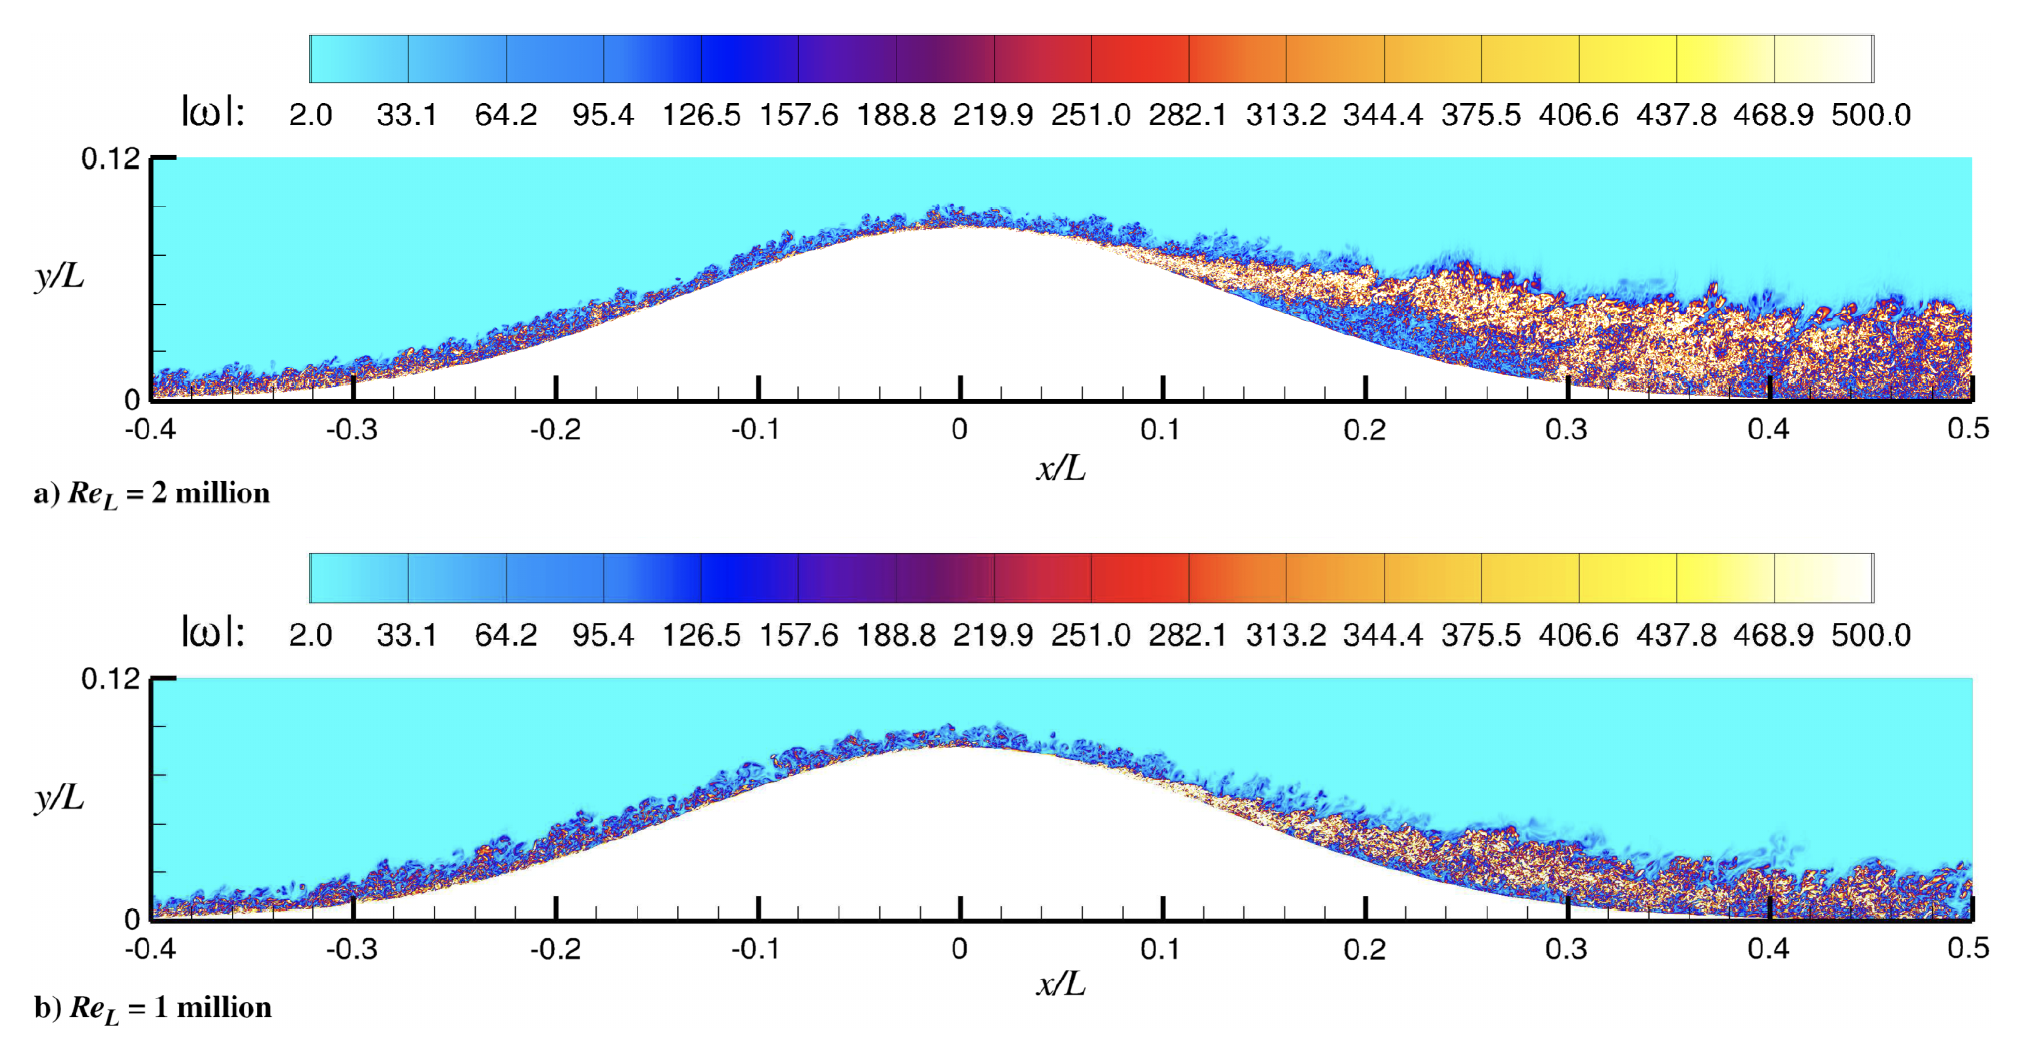 |ω|: 2.0 33.1 64.2 95.4 126.5 157.6 188.8 219.9 251.0 282.1 313.2 344.4 375.5 406.6 437.8 468.9 500.0
0.12
y/L
0
-0.4 -0.3 -0.2 -0.1 0 0.1 0.2 0.3 0.4 0.5
x/L
a) Re_L = 2 million
|ω|: 2.0 33.1 64.2 95.4 126.5 157.6 188.8 219.9 251.0 282.1 313.2 344.4 375.5 406.6 437.8 468.9 500.0
0.12
y/L
0
-0.4 -0.3 -0.2 -0.1 0 0.1 0.2 0.3 0.4 0.5
x/L
b) Re_L = 1 million